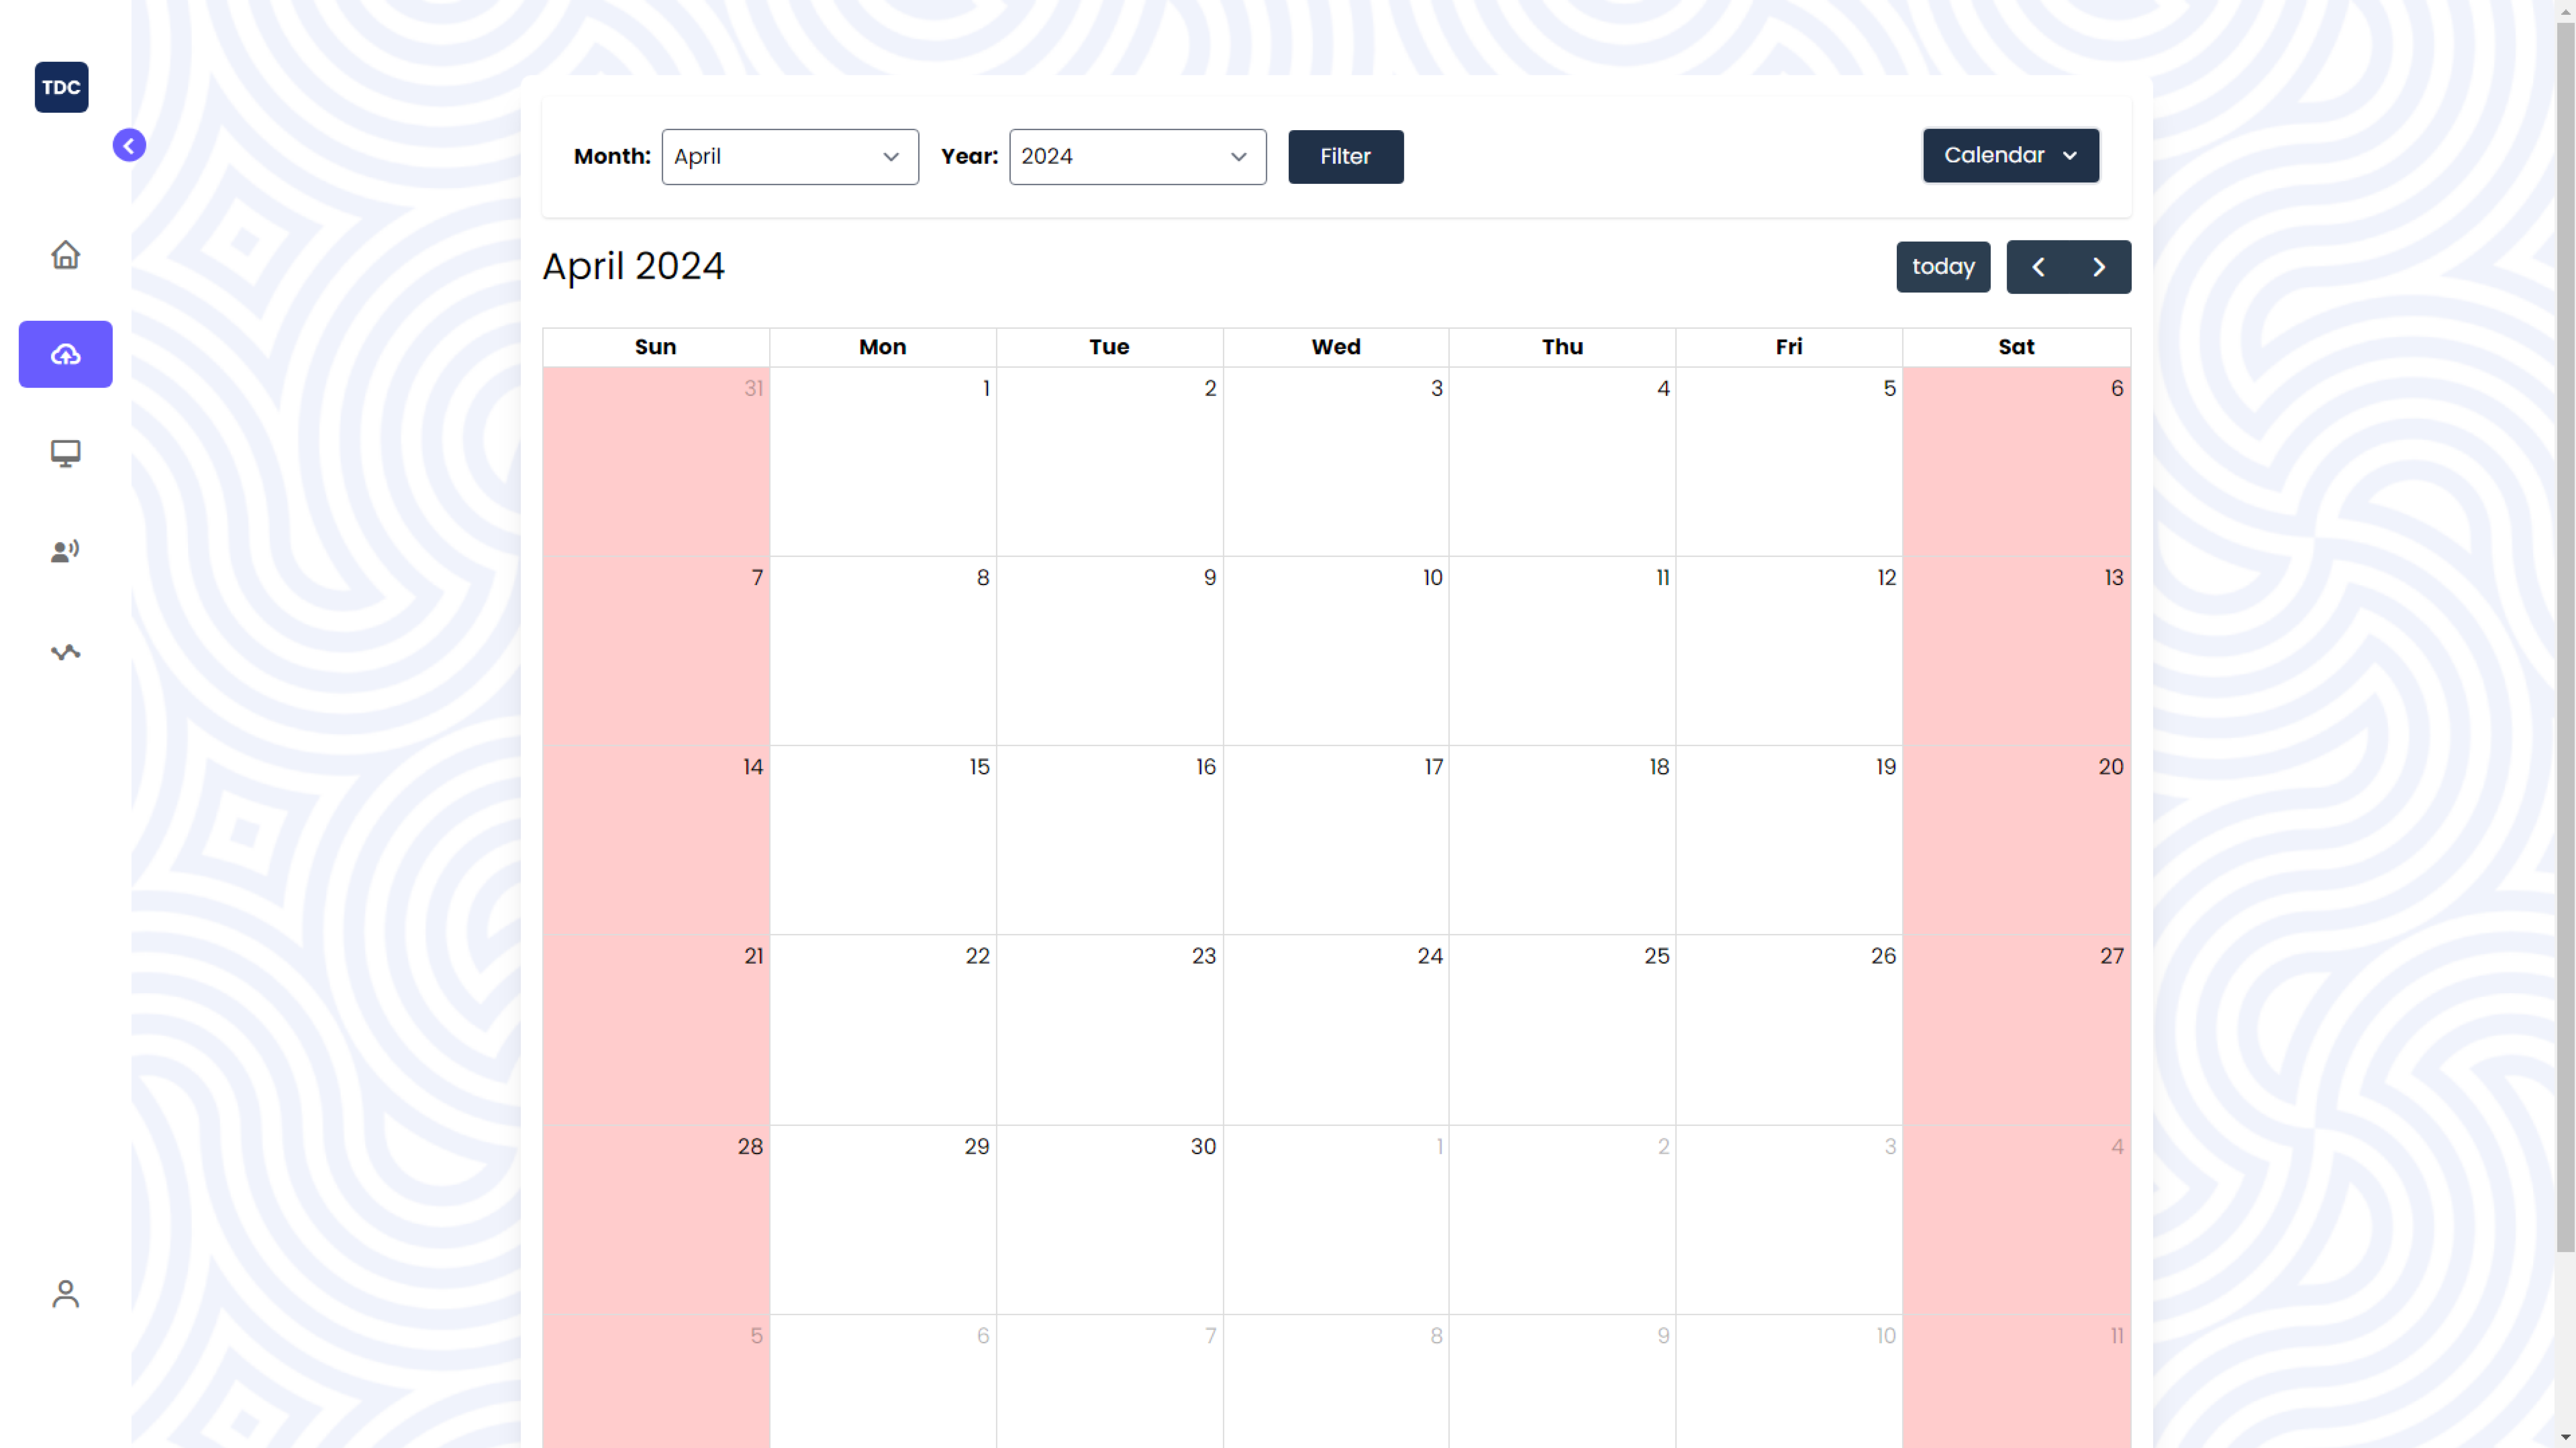 TDC
Month: April Year: 2024 Filter Calendar
April 2024 today
Sun Mon Tue Wed Thu Fri Sat
31 1 2 3 4 5 6
7 8 9 10 11 12 13
14 15 16 17 18 19 20
21 22 23 24 25 26 27
28 29 30 1 2 3 4
5 6 7 8 9 10 11